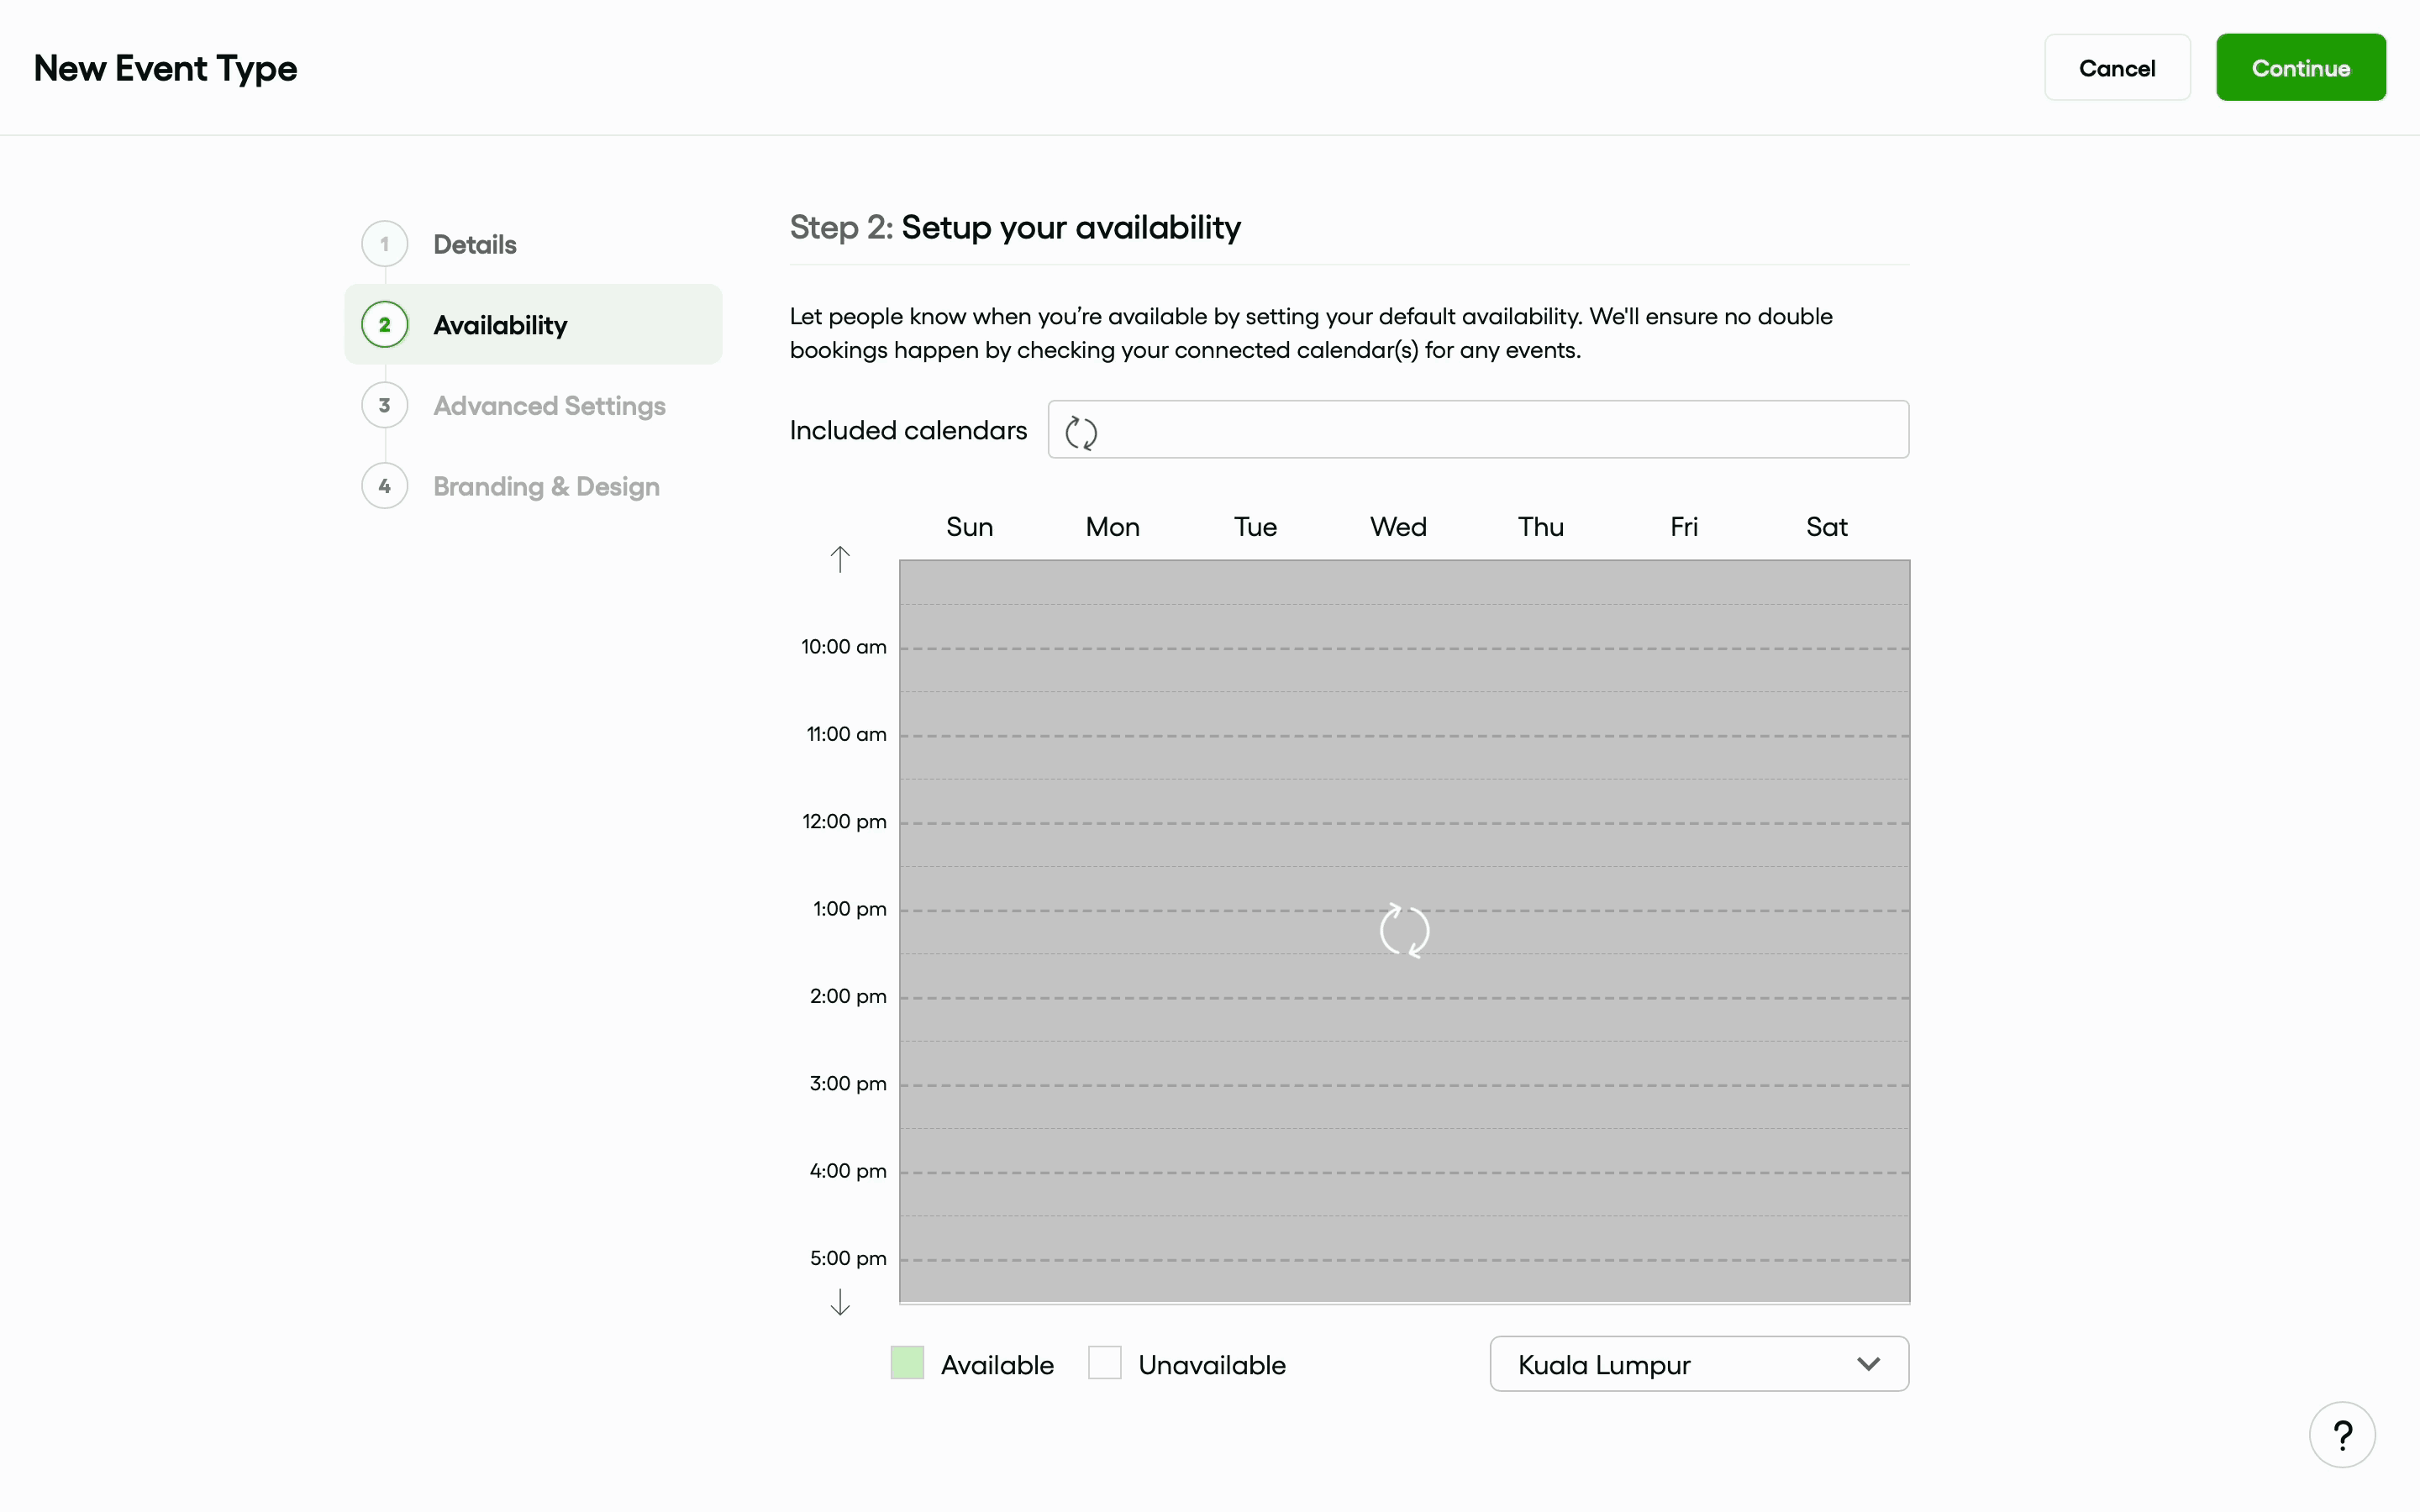 New Event Type
Cancel
Continue
1 Details
2 Availability
3 Advanced Settings
4 Branding & Design
Step 2: Setup your availability
Let people know when you’re available by setting your default availability. We'll ensure no double
bookings happen by checking your connected calendar(s) for any events.
Included calendars
Sun Mon Tue Wed Thu Fri Sat
10:00 am
11:00 am
12:00 pm
1:00 pm
2:00 pm
3:00 pm
4:00 pm
5:00 pm
Available Unavailable Kuala Lumpur
?